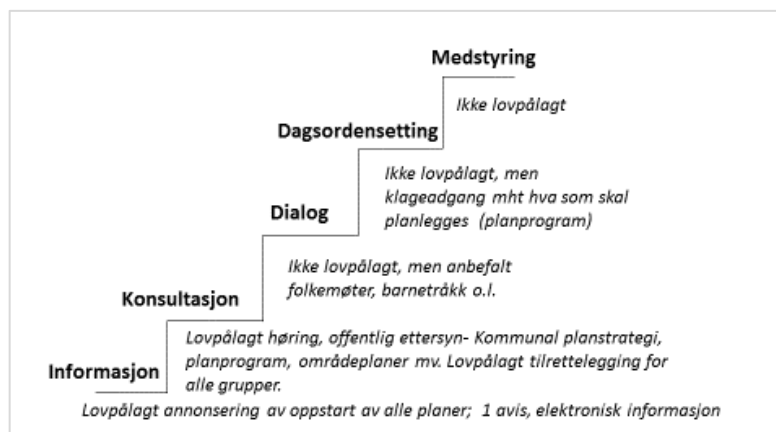 Medstyring
Ikke lovpålagt
Dagsordensetting
Ikke lovpålagt, men
klageadgang mht hva som skal
planlegges (planprogram)
Dialog
Ikke lovpålagt, men anbefalt
folkemøter, barnetråkk o.l.
Konsultasjon
Lovpålagt høring, offentlig ettersyn- Kommunal planstrategi,
planprogram, områdeplaner mv. Lovpålagt tilrettelegging for
alle grupper.
Informasjon
Lovpålagt annonsering av oppstart av alle planer; 1 avis, elektronisk informasjon